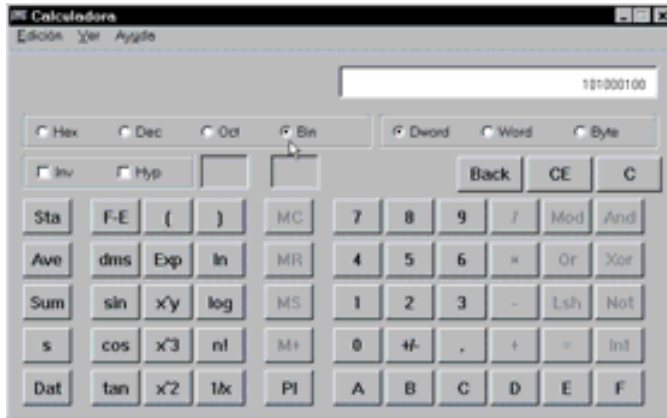 Calculadora
Edición Ver Ayuda
101000100
Hex Dec Oct Bin Dword Word Byte
Inv Hyp Back CE C
Sta F-E ( ) MC 7 8 9 / Mod And
Ave dms Exp ln MR 4 5 6 * Or Xor
Sum sin x^y log MS 1 2 3 - Lsh Not
s cos x^3 n! M+ 0 +/- . + = Int
Dat tan x^2 1/x PI A B C D E F